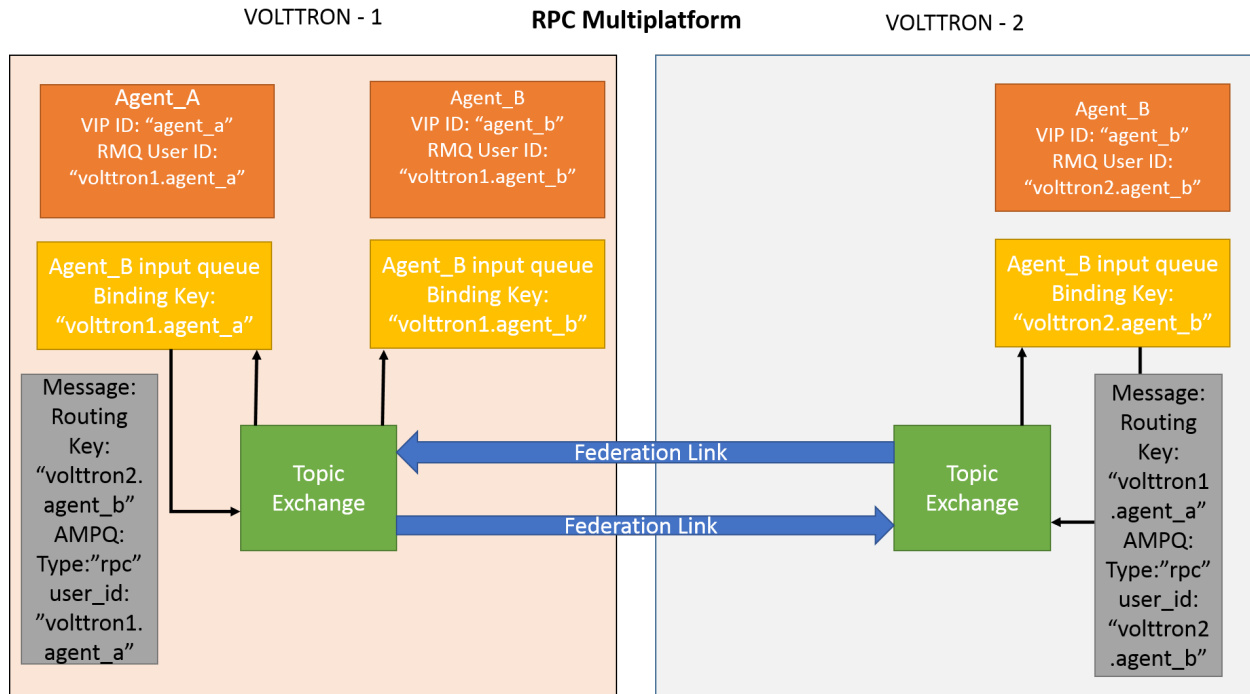 VOLTTRON - 1
RPC Multiplatform
VOLTTRON - 2
Agent_A
VIP ID: “agent_a”
RMQ User ID:
“volttron1.agent_a”
Agent_B
VIP ID: “agent_b”
RMQ User ID:
“volttron1.agent_b”
Agent_B
VIP ID: “agent_b”
RMQ User ID:
“volttron2.agent_b”
Agent_B input queue
Binding Key:
“volttron1.agent_a”
Agent_B input queue
Binding Key:
“volttron1.agent_b”
Agent_B input queue
Binding Key:
“volttron2.agent_b”
Message:
Routing
Key:
“volttron2.
agent_b”
AMPQ:
Type:”rpc”
user_id:
”volttron1.
agent_a”
Topic
Exchange
Federation Link
Federation Link
Topic
Exchange
Message:
Routing
Key:
“volttron1
.agent_a”
AMPQ:
Type:”rpc”
user_id:
“volttron2
.agent_b”